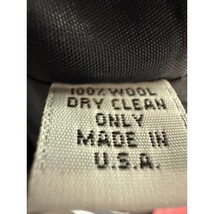 100% WOOL
DRY CLEAN
ONLY
MADE IN
U.S.A.